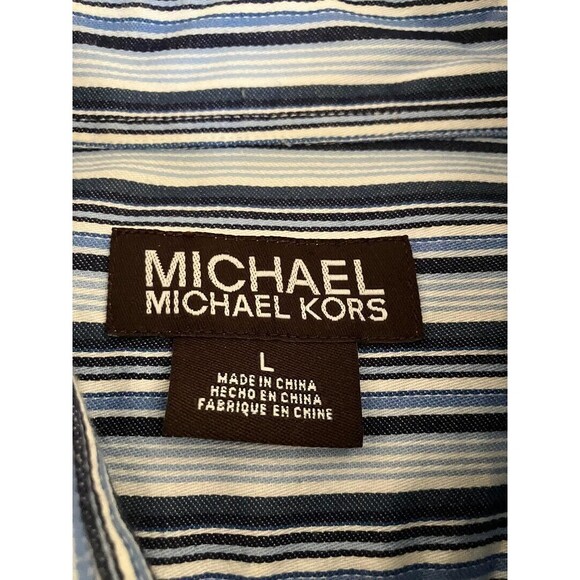 MICHAEL
MICHAEL KORS
L
MADE IN CHINA
HECHO EN CHINA
FABRIQUE EN CHINE